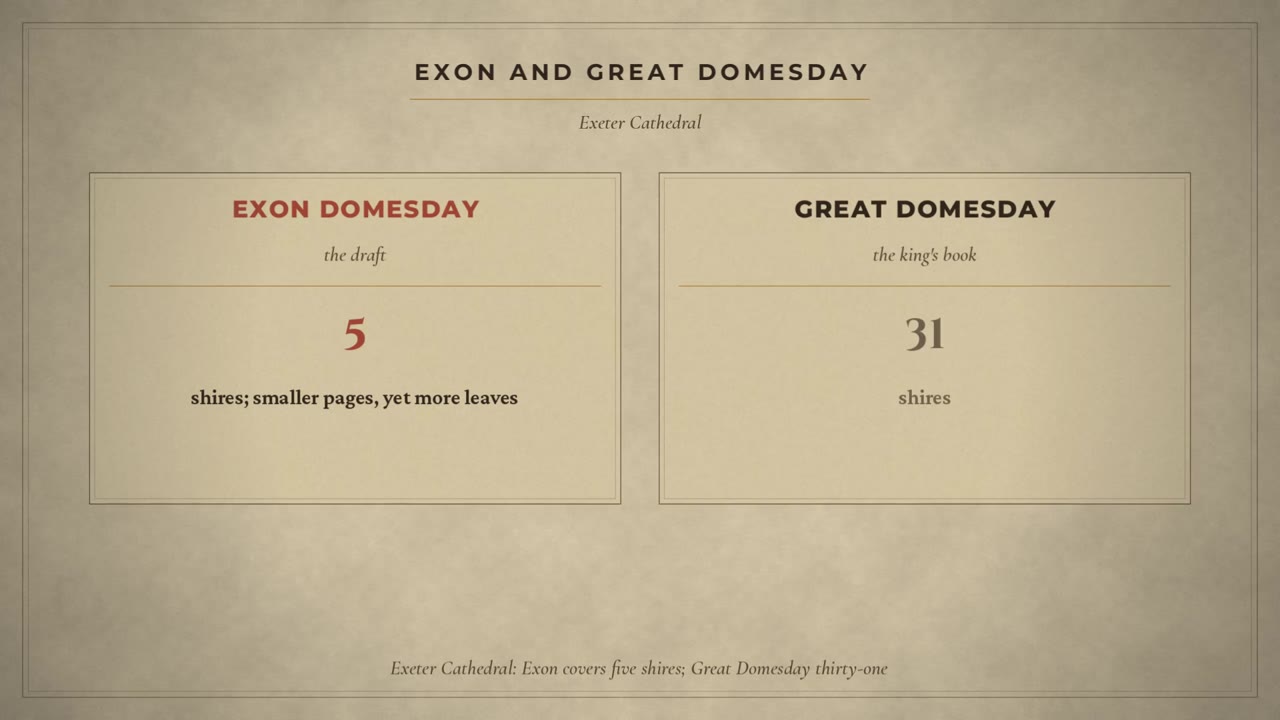 EXON AND GREAT DOMESDAY
Exeter Cathedral
EXON DOMESDAY
the draft
5
shires; smaller pages, yet more leaves
GREAT DOMESDAY
the king's book
31
shires
Exeter Cathedral: Exon covers five shires; Great Domesday thirty-one